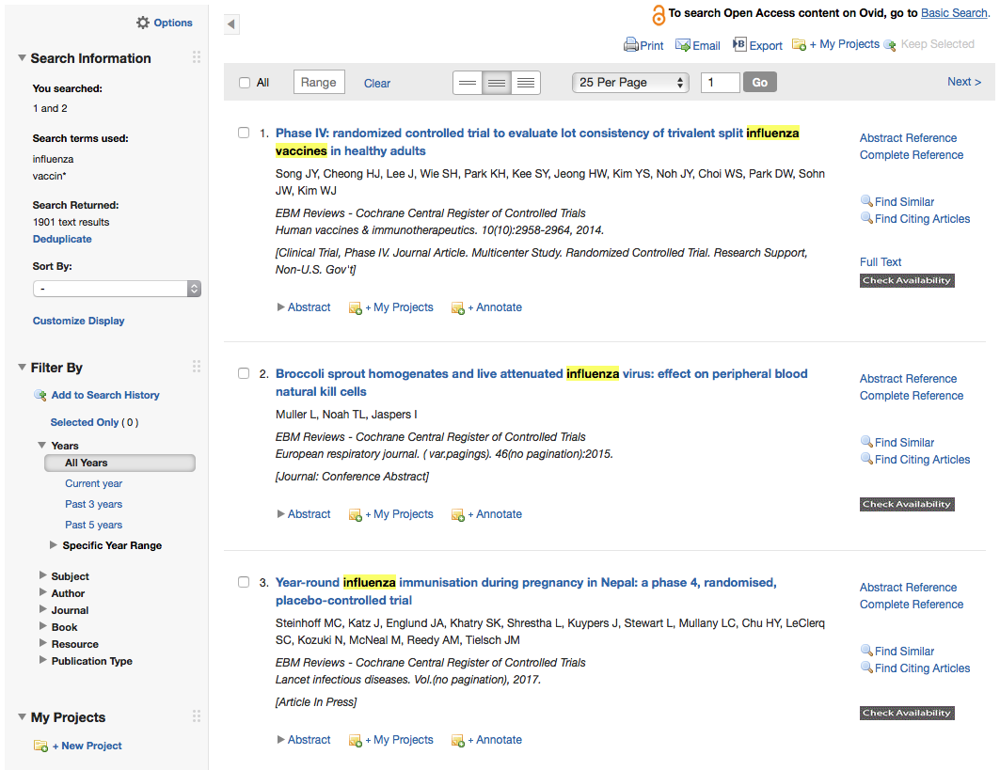 Options
Search Information
You searched:
1 and 2
Search terms used:
influenza
vaccin*
Search Returned:
1901 text results
Deduplicate
Sort By:
-
Customize Display
Filter By
Add to Search History
Selected Only ( 0 )
Years
All Years
Current year
Past 3 years
Past 5 years
Specific Year Range
Subject
Author
Journal
Book
Resource
Publication Type
My Projects
+ New Project
To search Open Access content on Ovid, go to Basic Search.
Print Email Export + My Projects Keep Selected
All Range Clear 25 Per Page 1 Go Next >
1. Phase IV: randomized controlled trial to evaluate lot consistency of trivalent split influenza
vaccines in healthy adults
Song JY, Cheong HJ, Lee J, Wie SH, Park KH, Kee SY, Jeong HW, Kim YS, Noh JY, Choi WS, Park DW, Sohn
JW, Kim WJ
EBM Reviews - Cochrane Central Register of Controlled Trials
Human vaccines & immunotherapeutics. 10(10):2958-2964, 2014.
[Clinical Trial, Phase IV. Journal Article. Multicenter Study. Randomized Controlled Trial. Research Support,
Non-U.S. Gov't]
Abstract + My Projects + Annotate
Abstract Reference
Complete Reference
Find Similar
Find Citing Articles
Full Text
Check Availability
2. Broccoli sprout homogenates and live attenuated influenza virus: effect on peripheral blood
natural kill cells
Muller L, Noah TL, Jaspers I
EBM Reviews - Cochrane Central Register of Controlled Trials
European respiratory journal. ( var.pagings). 46(no pagination):2015.
[Journal: Conference Abstract]
Abstract + My Projects + Annotate
Abstract Reference
Complete Reference
Find Similar
Find Citing Articles
Check Availability
3. Year-round influenza immunisation during pregnancy in Nepal: a phase 4, randomised,
placebo-controlled trial
Steinhoff MC, Katz J, Englund JA, Khatry SK, Shrestha L, Kuypers J, Stewart L, Mullany LC, Chu HY, LeClerq
SC, Kozuki N, McNeal M, Reedy AM, Tielsch JM
EBM Reviews - Cochrane Central Register of Controlled Trials
Lancet infectious diseases. Vol.(no pagination), 2017.
[Article In Press]
Abstract + My Projects + Annotate
Abstract Reference
Complete Reference
Find Similar
Find Citing Articles
Check Availability